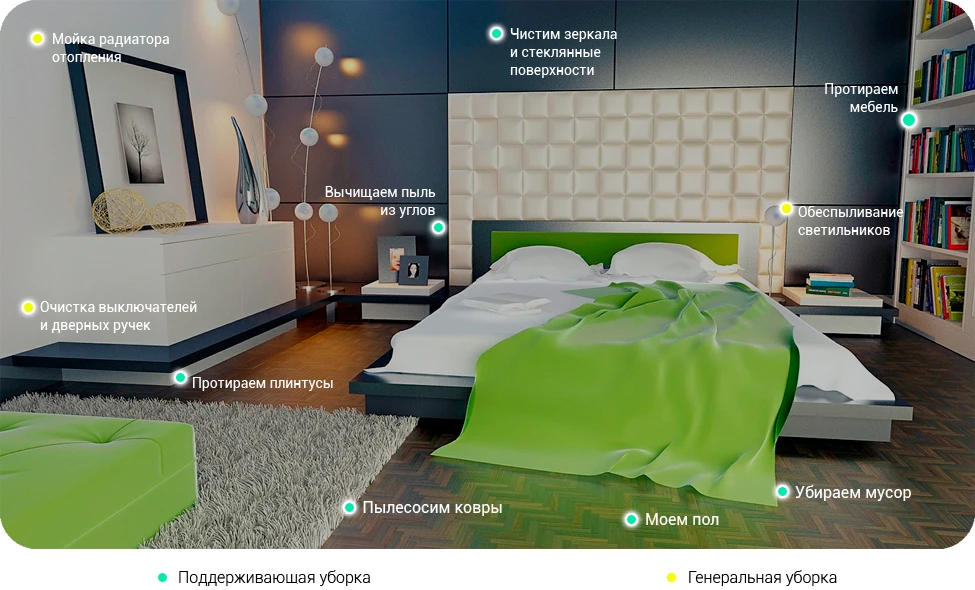 Мойка радиатора
отопления
Чистим зеркала
и стеклянные
поверхности
Протираем
мебель
Вычищаем пыль
из углов
Обеспыливание
светильников
Очистка выключателей
и дверных ручек
Протираем плинтусы
Пылесосим ковры
Убираем мусор
Моем пол
Поддерживающая уборка
Генеральная уборка